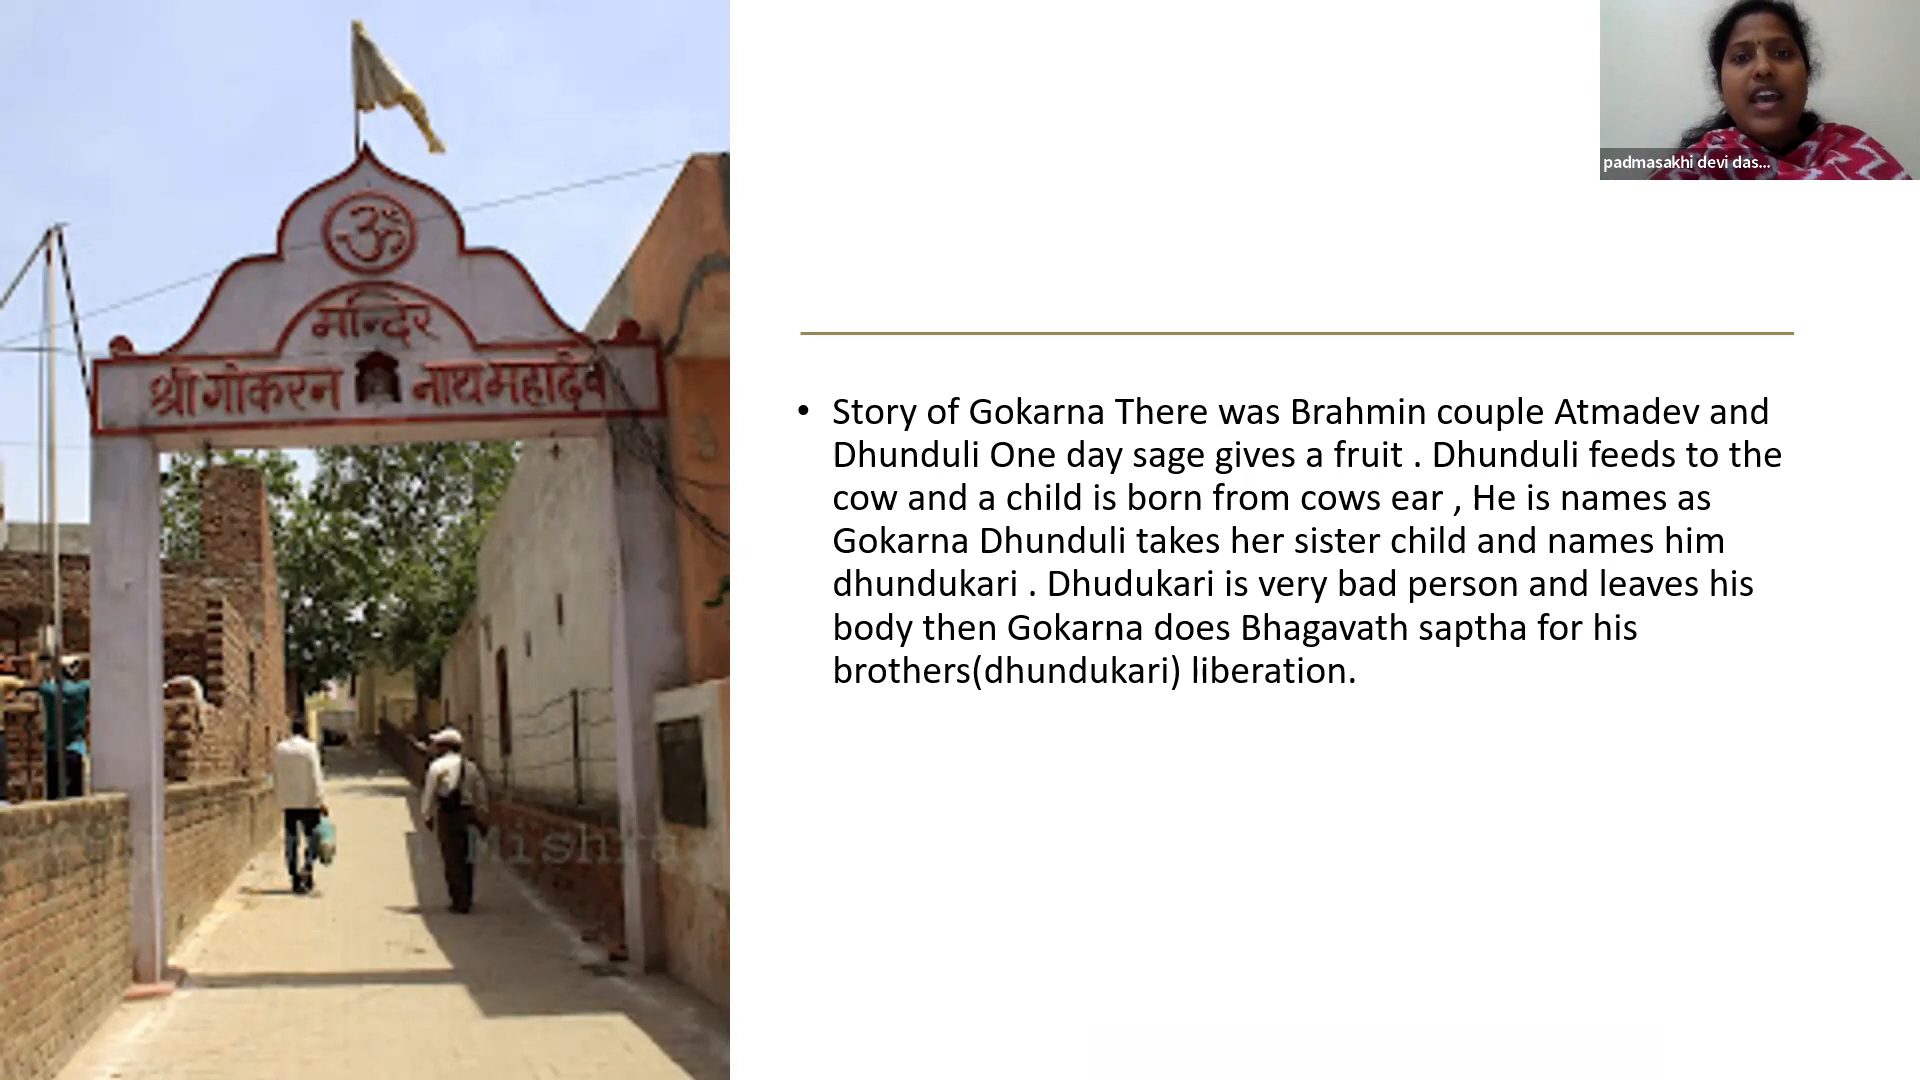 ॐ
मन्दिर
श्री गोकरन नाथ महादेव
Mishra
padmasakhi devi das...
• Story of Gokarna There was Brahmin couple Atmadev and
Dhunduli One day sage gives a fruit . Dhunduli feeds to the
cow and a child is born from cows ear , He is names as
Gokarna Dhunduli takes her sister child and names him
dhundukari . Dhudukari is very bad person and leaves his
body then Gokarna does Bhagavath saptha for his
brothers(dhundukari) liberation.